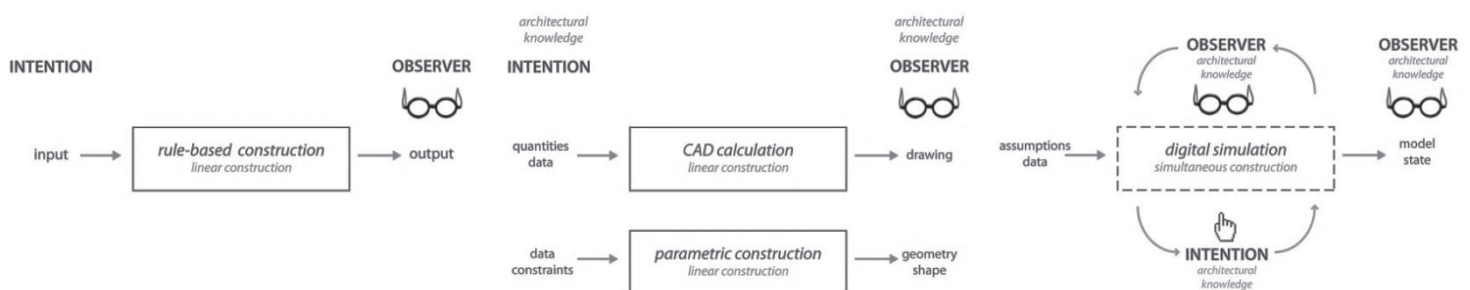 INTENTION
OBSERVER
input
rule-based construction
linear construction
output
architectural
knowledge
INTENTION
architectural
knowledge
OBSERVER
quantities
data
CAD calculation
linear construction
drawing
data
constraints
parametric construction
linear construction
geometry
shape
OBSERVER
architectural
knowledge
OBSERVER
architectural
knowledge
assumptions
data
digital simulation
simultaneous construction
model
state
INTENTION
architectural
knowledge